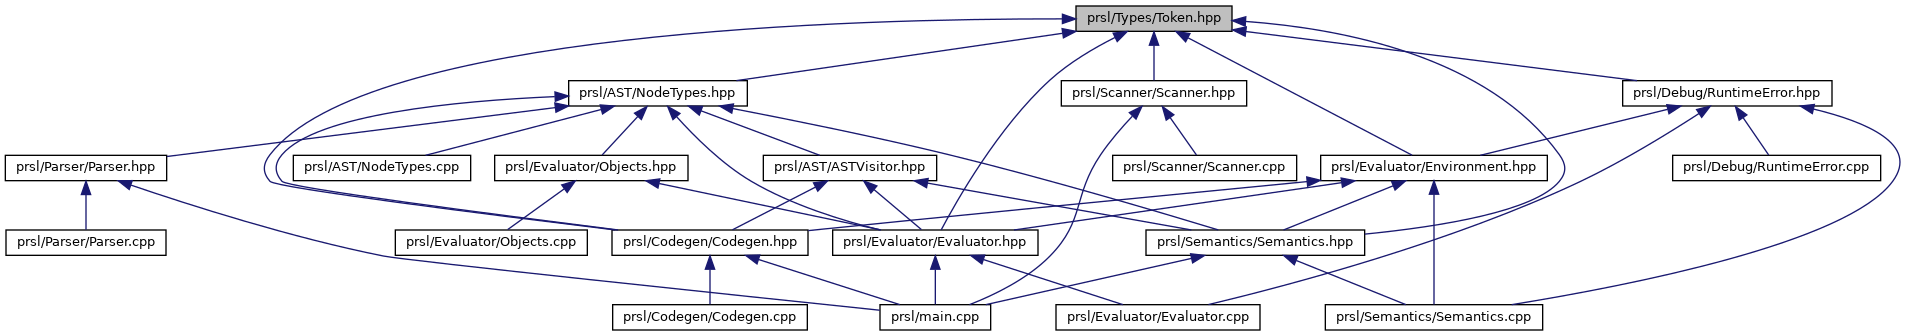 prsl/Types/Token.hpp
prsl/AST/NodeTypes.hpp
prsl/Scanner/Scanner.hpp
prsl/Debug/RuntimeError.hpp
prsl/Parser/Parser.hpp
prsl/AST/NodeTypes.cpp
prsl/Evaluator/Objects.hpp
prsl/AST/ASTVisitor.hpp
prsl/Scanner/Scanner.cpp
prsl/Evaluator/Environment.hpp
prsl/Debug/RuntimeError.cpp
prsl/Parser/Parser.cpp
prsl/Evaluator/Objects.cpp
prsl/Codegen/Codegen.hpp
prsl/Evaluator/Evaluator.hpp
prsl/Semantics/Semantics.hpp
prsl/Codegen/Codegen.cpp
prsl/main.cpp
prsl/Evaluator/Evaluator.cpp
prsl/Semantics/Semantics.cpp